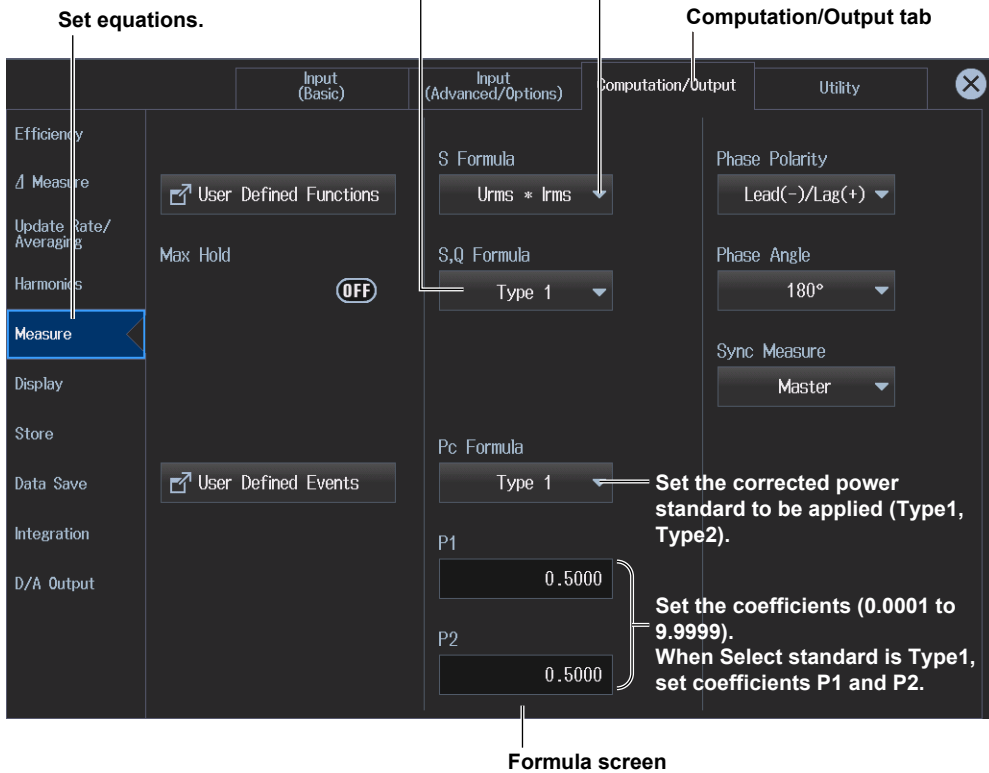 Set equations.
Computation/Output tab
Input
(Basic)
Input
(Advanced/Options)
Computation/Output
Utility
Efficiency
Δ Measure
Update Rate/
Averaging
Harmonics
Measure
Display
Store
Data Save
Integration
D/A Output
User Defined Functions
Max Hold
OFF
User Defined Events
S Formula
Urms * Irms
S,Q Formula
Type 1
Pc Formula
Type 1
P1
0.5000
P2
0.5000
Phase Polarity
Lead(-)/Lag(+)
Phase Angle
180°
Sync Measure
Master
Set the corrected power
standard to be applied (Type1,
Type2).
Set the coefficients (0.0001 to
9.9999).
When Select standard is Type1,
set coefficients P1 and P2.
Formula screen